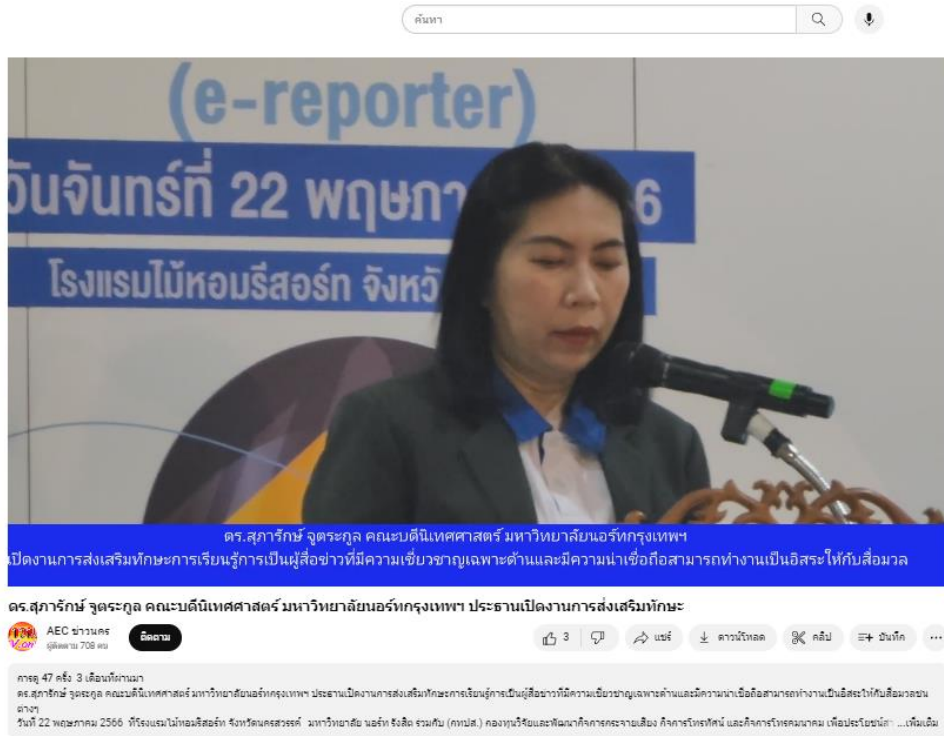 ค้นหา
(e-reporter)
วันจันทร์ที่ 22 พฤษภา 6
โรงแรมไม้หอมรีสอร์ท จังหวั
ดร.สุภารักษ์ จูตระกูล คณะบดีนิเทศศาสตร์ มหาวิทยาลัยนอร์ทกรุงเทพฯ
เปิดงานการส่งเสริมทักษะการเรียนรู้การเป็นผู้สื่อข่าวที่มีความเชี่ยวชาญเฉพาะด้านและมีความน่าเชื่อถือสามารถทำงานเป็นอิสระให้กับสื่อมวล
ดร.สุภารักษ์ จูตระกูล คณะบดีนิเทศศาสตร์ มหาวิทยาลัยนอร์ทกรุงเทพฯ ประธานเปิดงานการส่งเสริมทักษะ
AEC ข่าวนคร
ผู้ติดตาม 708 คน
ติดตาม
3
แชร์
ดาวน์โหลด
คลิป
บันทึก
การดู 47 ครั้ง 3 เดือนที่ผ่านมา
ดร.สุภารักษ์ จูตระกูล คณะบดีนิเทศศาสตร์ มหาวิทยาลัยนอร์ทกรุงเทพฯ ประธานเปิดงานการส่งเสริมทักษะการเรียนรู้การเป็นผู้สื่อข่าวที่มีความเชี่ยวชาญเฉพาะด้านและมีความน่าเชื่อถือสามารถทำงานเป็นอิสระให้กับสื่อมวลชน
ต่างๆ
วันที่ 22 พฤษภาคม 2566 ที่โรงแรมไม้หอมรีสอร์ท จังหวัดนครสวรรค์ มหาวิทยาลัย นอร์ท รังสิต ร่วมกับ (กทปส.) กองทุนวิจัยและพัฒนากิจการกระจายเสียง กิจการโทรทัศน์ และกิจการโทรคมนาคม เพื่อประโยชน์ส ...เพิ่มเติม